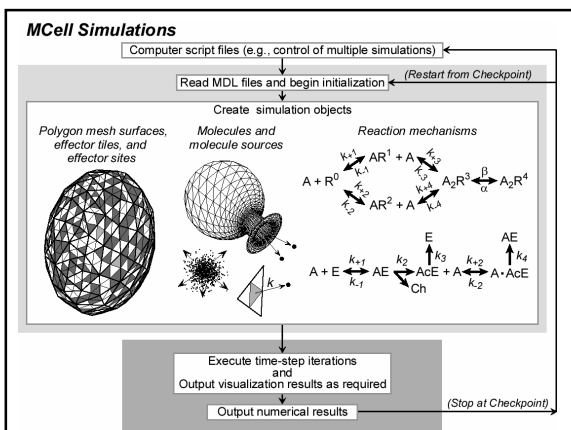 MCell Simulations
Computer script files (e.g., control of multiple simulations)
Read MDL files and begin initialization
(Restart from Checkpoint)
Create simulation objects
Polygon mesh surfaces,
effector tiles, and
effector sites
Molecules and
molecule sources
Reaction mechanisms
k+1 AR¹ + A k+3
k-1 k-3
A + R⁰ A₂R³ β A₂R⁴
α
k+2 k+4
k-2 AR² + A k-4
k
E AE
k+1 k2 k3 k+2 k4
A + E AE AcE + A A·AcE
k-1 Ch k-2
Execute time-step iterations
and
Output visualization results as required
(Stop at Checkpoint)
Output numerical results